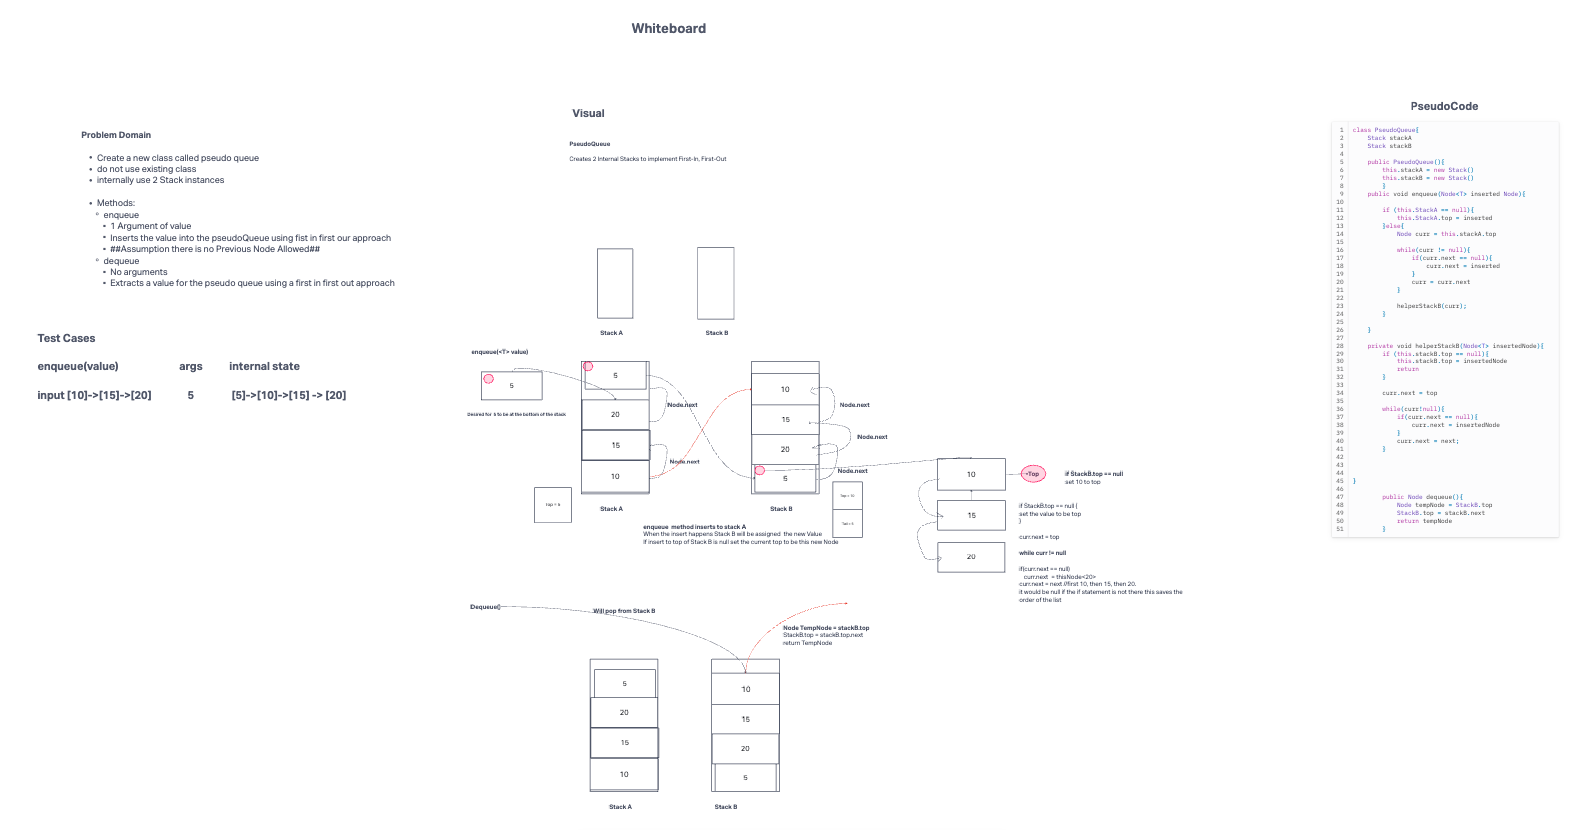 Whiteboard
Problem Domain
• Create a new class called pseudo queue
• do not use existing class
• internally use 2 Stack instances
• Methods:
◦ enqueue
▪ 1 Argument of value
▪ Inserts the value into the pseudoQueue using fist in first our approach
▪ ##Assumption there is no Previous Node Allowed##
◦ dequeue
▪ No arguments
▪ Extracts a value for the pseudo queue using a first in first out approach
Test Cases
enqueue(value) args internal state
input [10]->[15]->[20] 5 [5]->[10]->[15] -> [20]
Visual
PseudoQueue
Creates 2 Internal Stacks to implement First-In, First-Out
Stack A Stack B
enqueue(<T> value)
5
Desired for 5 to be at the bottom of the stack
5
20
15
10
Node.next
Node.next
top = 5
Stack A
10
15
20
5
Node.next
Node.next
Node.next
Top = 10
Tail = 5
Stack B
enqueue method inserts to stack A
When the insert happens Stack B will be assigned the new Value
If insert to top of Stack B is null set the current top to be this new Node
10
15
20
•Top
if StackB.top == null
set 10 to top
if StackB.top == null {
set the value to be top
}
curr.next = top
while curr != null
if(curr.next == null)
curr.next = thisNode<20>
curr.next = next //first 10, then 15, then 20.
it would be null if the if statement is not there this saves the
order of the list
Dequeue()
Will pop from Stack B
Node TempNode = stackB.top
StackB.top = stackB.top.next
return TempNode
5
20
15
10
Stack A
10
15
20
5
Stack B
PseudoCode
1 class PseudoQueue{
2 Stack stackA
3 Stack stackB
4
5 public PseudoQueue(){
6 this.stackA = new Stack()
7 this.stackB = new Stack()
8 }
9 public void enqueue(Node<T> inserted Node){
10
11 if (this.StackA == null){
12 this.StackA.top = inserted
13 }else{
14 Node curr = this.stackA.top
15
16 while(curr != null){
17 if(curr.next == null){
18 curr.next = inserted
19 }
20 curr = curr.next
21 }
22
23 helperStackB(curr);
24 }
25
26 }
27
28 private void helperStackB(Node<T> insertedNode){
29 if (this.stackB.top == null){
30 this.stackB.top = insertedNode
31 return
32 }
33
34 curr.next = top
35
36 while(curr!null){
37 if(curr.next == null){
38 curr.next = insertedNode
39 }
40 curr.next = next;
41 }
42
43
44
45 }
46
47 public Node dequeue(){
48 Node tempNode = StackB.top
49 StackB.top = stackB.next
50 return tempNode
51 }